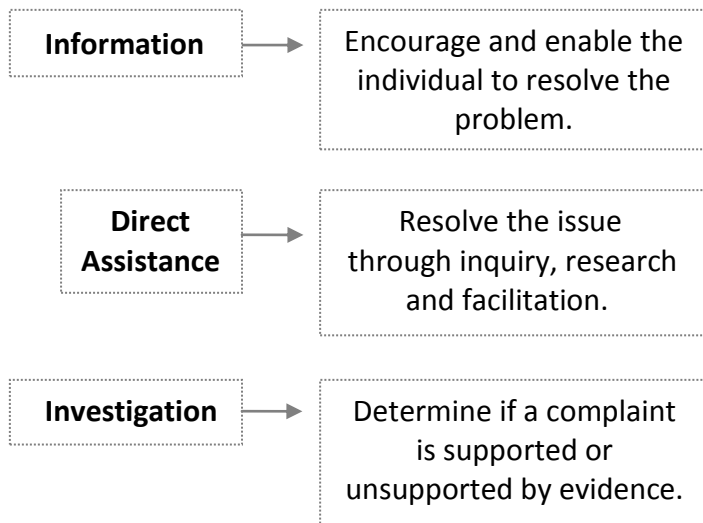 Information
Encourage and enable the
individual to resolve the
problem.
Direct
Assistance
Resolve the issue
through inquiry, research
and facilitation.
Investigation
Determine if a complaint
is supported or
unsupported by evidence.